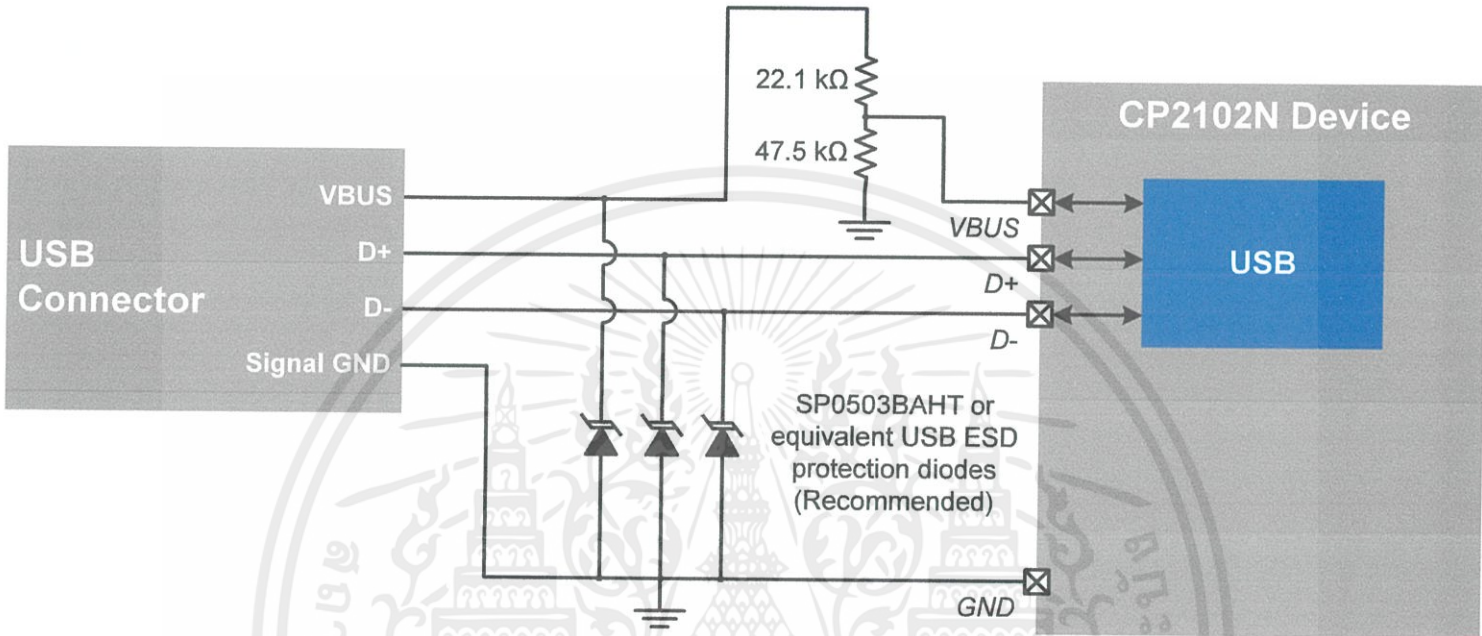 22.1 kΩ
47.5 kΩ
CP2102N Device
USB
Connector
VBUS
D+
D-
Signal GND
VBUS
D+
D-
USB
SP0503BAHT or
equivalent USB ESD
protection diodes
(Recommended)
GND